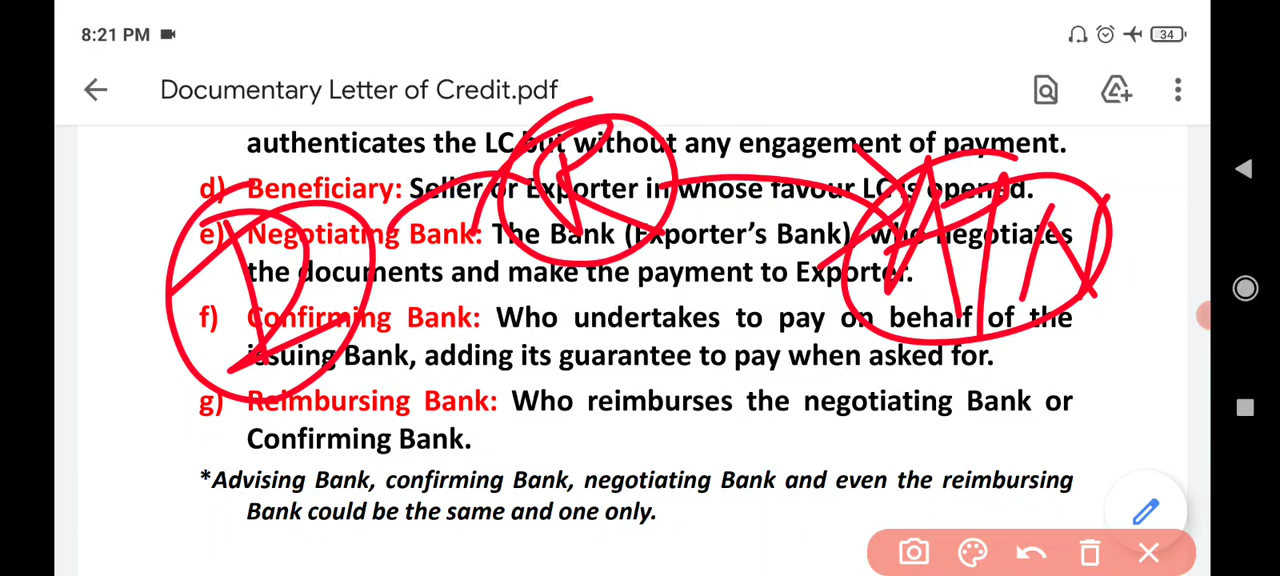 8:21 PM
34
Documentary Letter of Credit.pdf
authenticates the LC but without any engagement of payment.
d) Beneficiary: Seller or Exporter in whose favour LC is opened.
e) Negotiating Bank: The Bank (Exporter's Bank), who negotiates
the documents and make the payment to Exporter.
f) Confirming Bank: Who undertakes to pay on behalf of the
issuing Bank, adding its guarantee to pay when asked for.
g) Reimbursing Bank: Who reimburses the negotiating Bank or
Confirming Bank.
*Advising Bank, confirming Bank, negotiating Bank and even the reimbursing
Bank could be the same and one only.